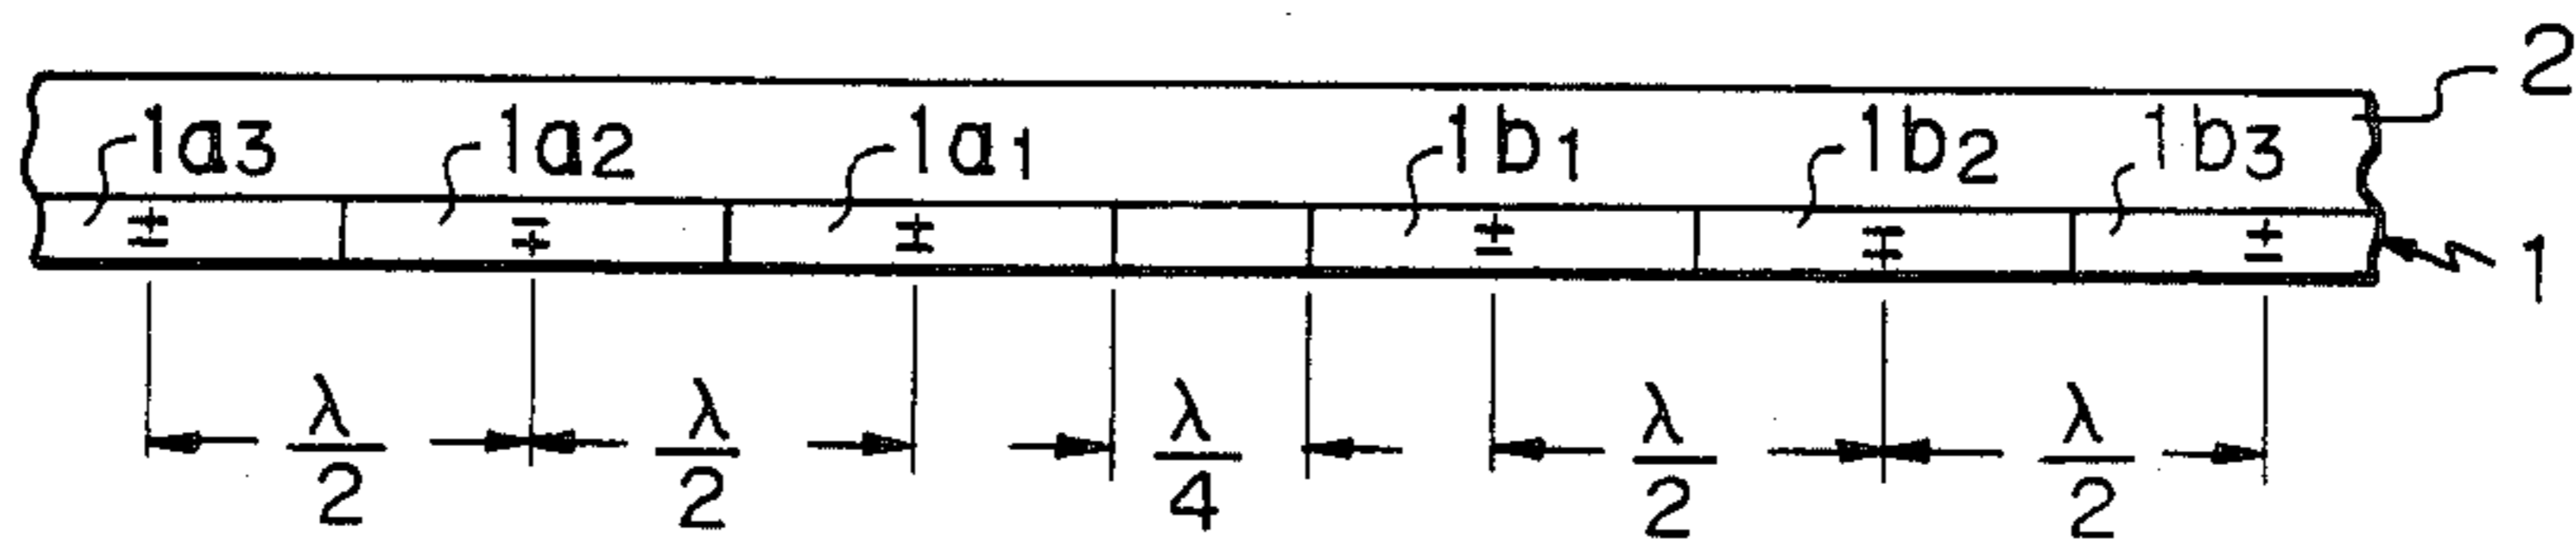 2
1a3 1a2 1a1 1b1 1b2 1b3
± ∓ ± ± ∓ ±
1
λ/2 λ/2 λ/4 λ/2 λ/2